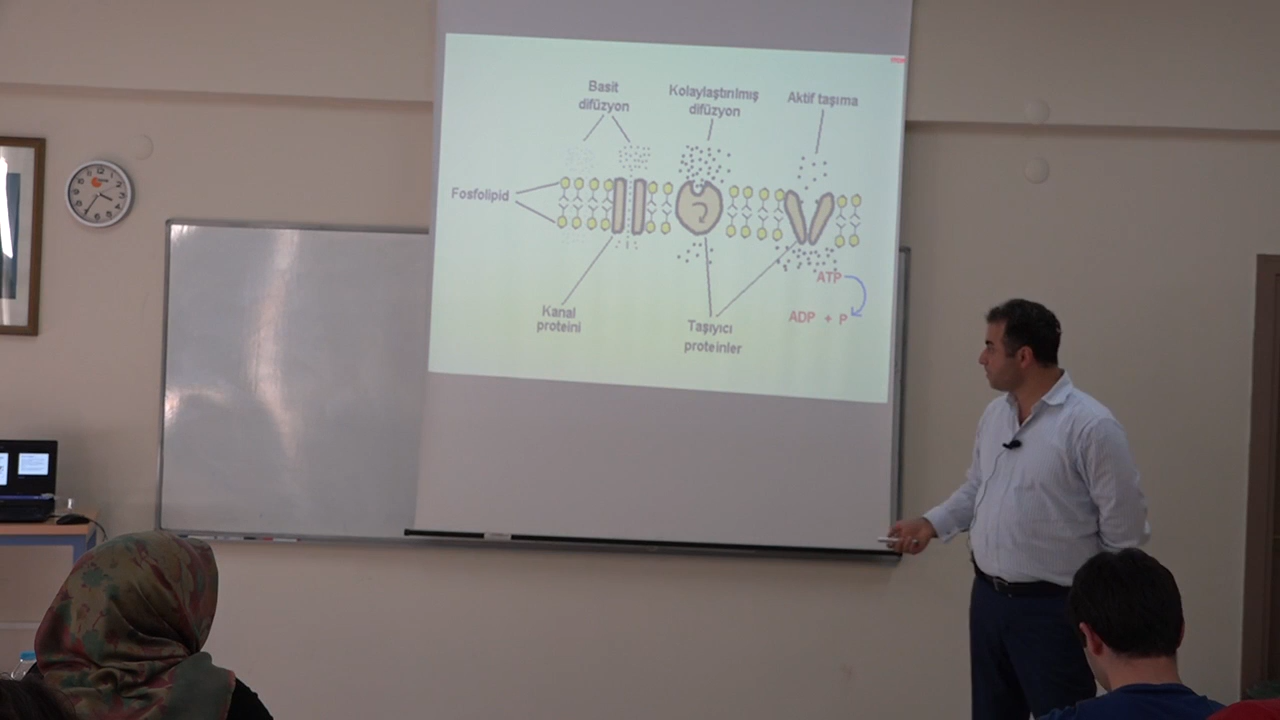 Basit
difüzyon
Kolaylaştırılmış
difüzyon
Aktif taşıma
Fosfolipid
Kanal
proteini
Taşıyıcı
proteinler
ATP
ADP + P